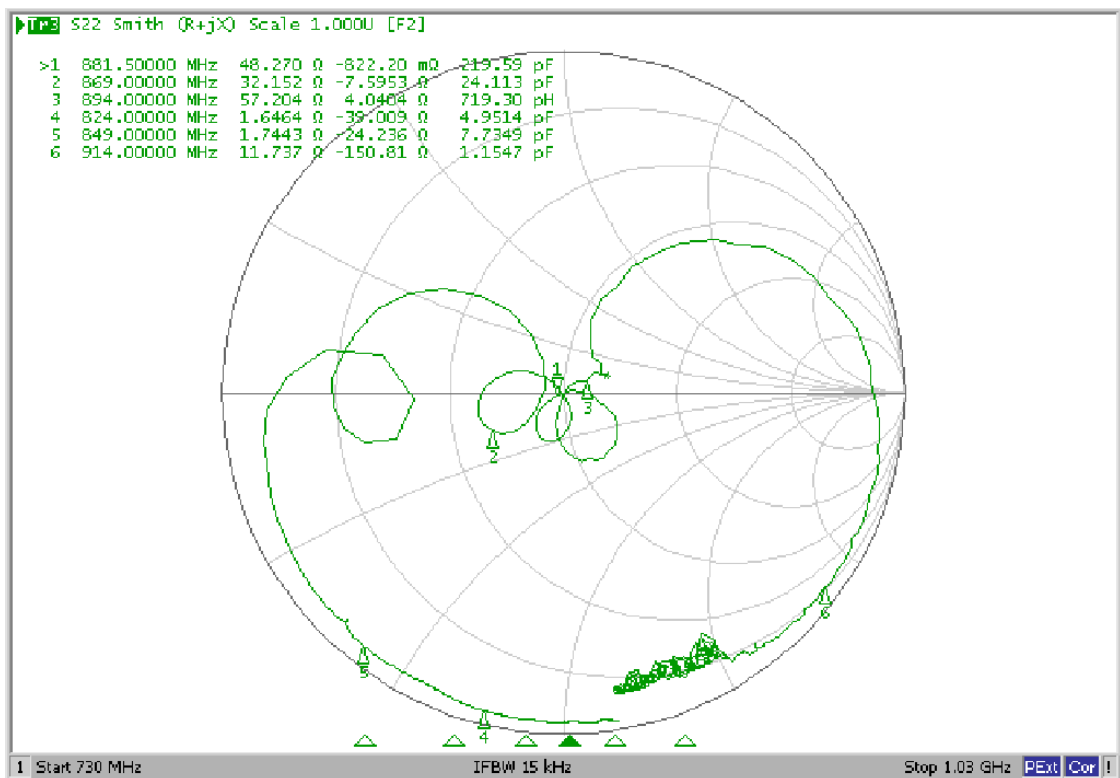 Tr3 S22 Smith (R+jX) Scale 1.000U [F2]
>1 881.50000 MHz 48.270 Ω -822.20 mΩ 219.59 pF
2 869.00000 MHz 32.152 Ω -7.5953 Ω 24.113 pF
3 894.00000 MHz 57.204 Ω 4.0404 Ω 719.30 pH
4 824.00000 MHz 1.6464 Ω -39.009 Ω 4.9514 pF
5 849.00000 MHz 1.7443 Ω -24.236 Ω 7.7349 pF
6 914.00000 MHz 11.737 Ω -150.81 Ω 1.1547 pF
1
1
3
2
6
5
4
1 Start 730 MHz IFBW 15 kHz Stop 1.03 GHz PExt Cor !